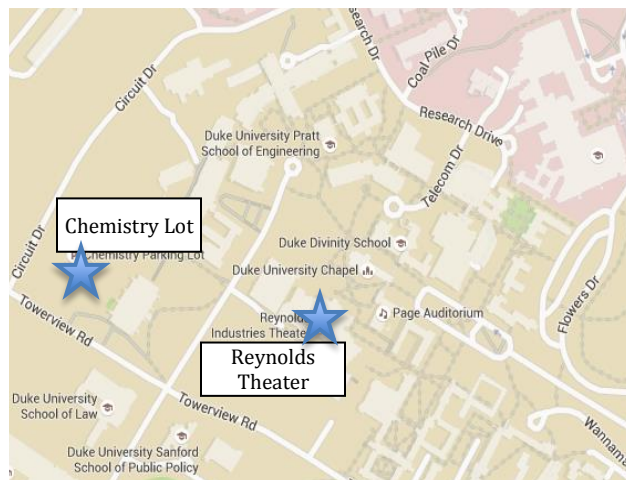 Research Dr
Coal Pile Dr
Circuit Dr
Research Drive
Duke University Pratt
School of Engineering
Telecom Dr
Chemistry Lot
Chemistry Parking Lot
Circuit Dr
Duke Divinity School
Duke University Chapel
Flowers Dr
Towerview Rd
Page Auditorium
Reynolds
Industries Theater
Reynolds
Theater
Duke University
School of Law
Towerview Rd
Wannama
Duke University Sanford
School of Public Policy